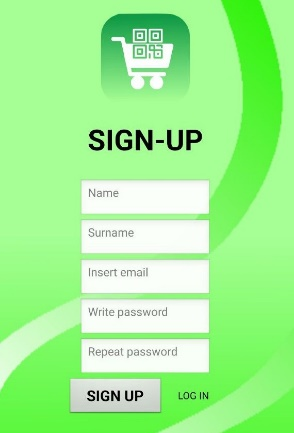 SIGN-UP
Name
Surname
Insert email
Write password
Repeat password
SIGN UP LOG IN